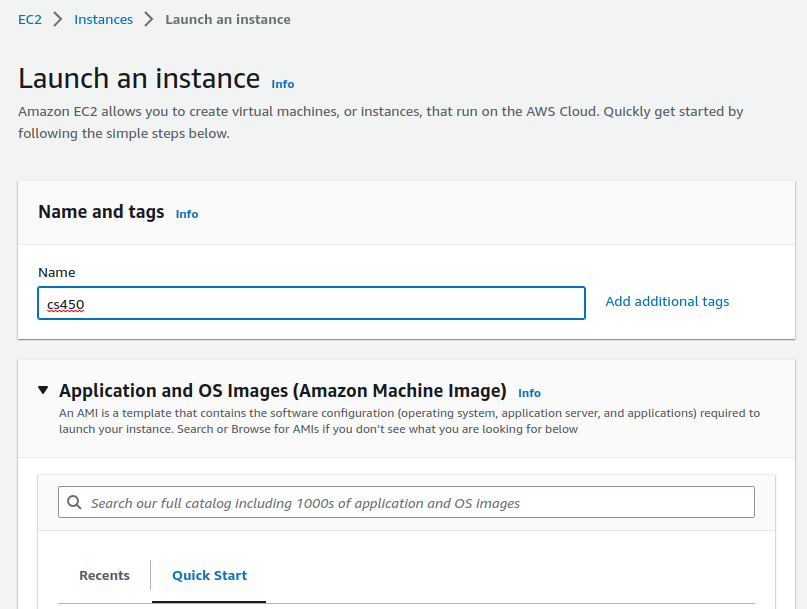 EC2 > Instances > Launch an instance
Launch an instance Info
Amazon EC2 allows you to create virtual machines, or instances, that run on the AWS Cloud. Quickly get started by
following the simple steps below.
Name and tags Info
Name
cs450
Add additional tags
Application and OS Images (Amazon Machine Image) Info
An AMI is a template that contains the software configuration (operating system, application server, and applications) required to
launch your instance. Search or Browse for AMIs if you don't see what you are looking for below
Search our full catalog including 1000s of application and OS images
Recents
Quick Start